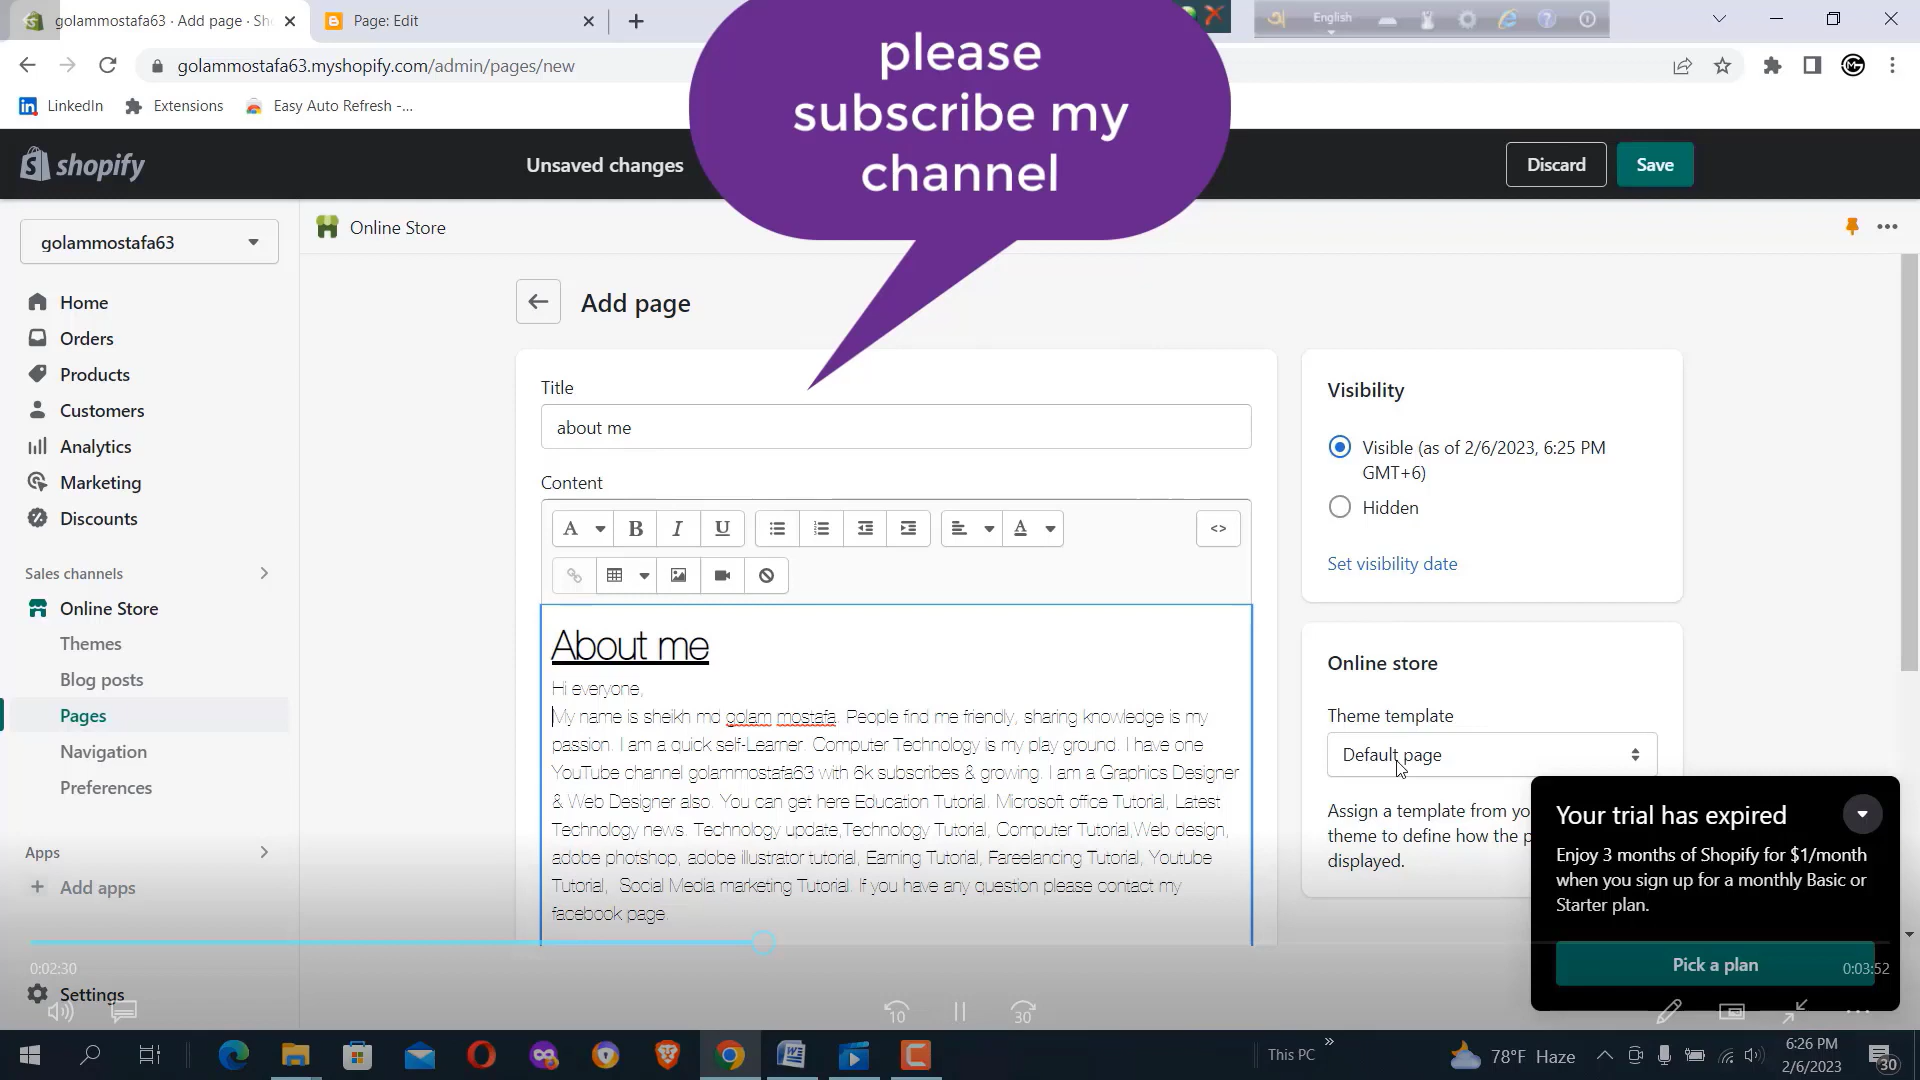 golammostafa63 · Add page · Sh
Page: Edit
English
golammostafa63.myshopify.com/admin/pages/new
LinkedIn
Extensions
Easy Auto Refresh -...
please
subscribe my
channel
shopify
Unsaved changes
Discard
Save
golammostafa63
Online Store
Home
Orders
Products
Customers
Analytics
Marketing
Discounts
Sales channels
Online Store
Themes
Blog posts
Pages
Navigation
Preferences
Apps
Add apps
Settings
Add page
Title
about me
Content
About me
Hi everyone,
My name is sheikh md golam mostafa. People find me friendly, sharing knowledge is my
passion. I am a quick self-Learner. Computer Technology is my play ground. I have one
YouTube channel golammostafa63 with 6k subscribes & growing. I am a Graphics Designer
& Web Designer also. You can get here Education Tutorial. Microsoft office Tutorial, Latest
Technology news. Technology update,Technology Tutorial, Computer Tutorial,Web design,
adobe photshop, adobe illustrator tutorial, Earning Tutorial, Fareelancing Tutorial, Youtube
Tutorial, Social Media marketing Tutorial. If you have any question please contact my
facebook page.
Visibility
Visible (as of 2/6/2023, 6:25 PM
GMT+6)
Hidden
Set visibility date
Online store
Theme template
Default page
Assign a template from yo
theme to define how the p
displayed.
Your trial has expired
Enjoy 3 months of Shopify for $1/month
when you sign up for a monthly Basic or
Starter plan.
Pick a plan
0:02:30
0:03:52
10
30
This PC
78°F Haze
6:26 PM
2/6/2023
30